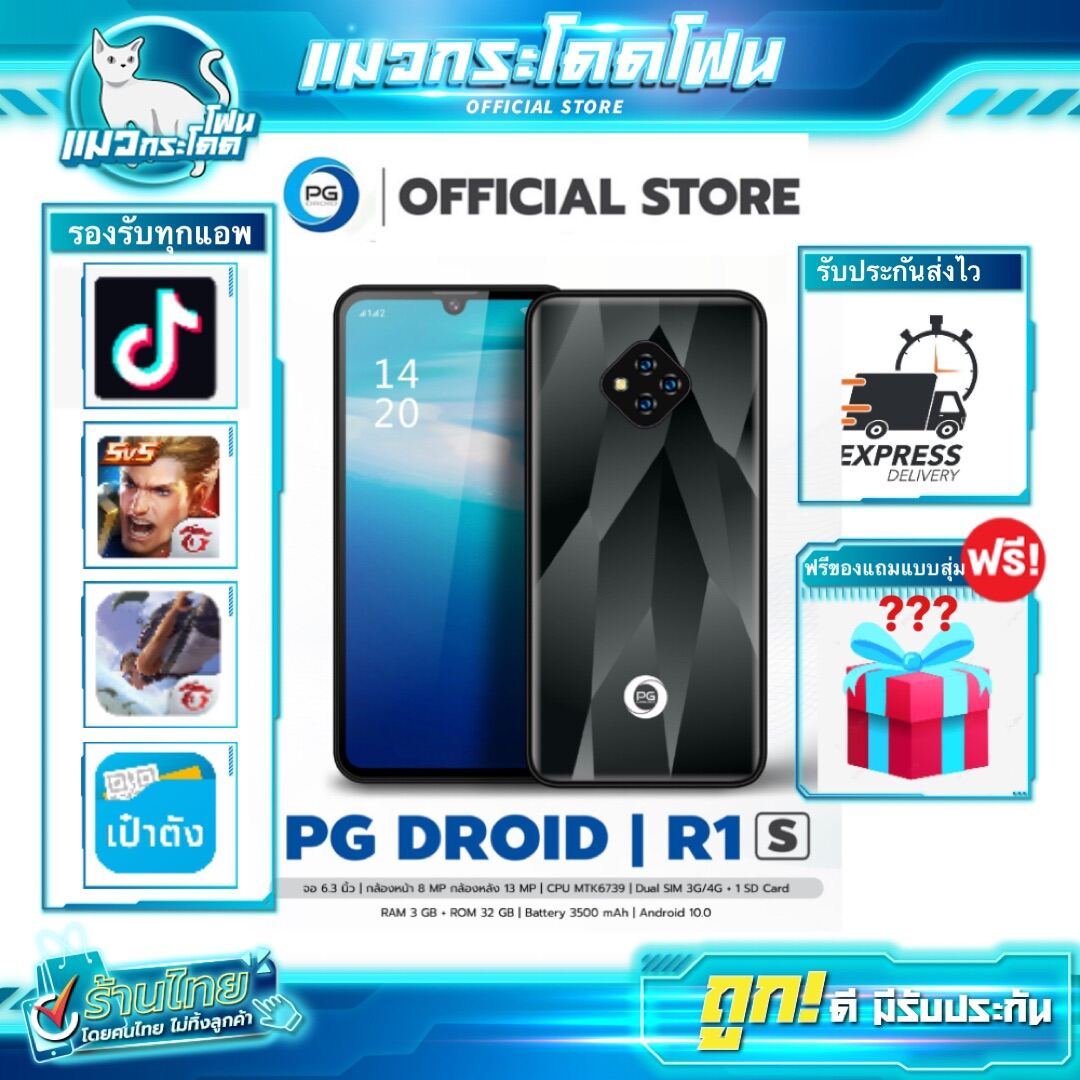 แมวกระโดดโฟน
OFFICIAL STORE
โฟน
แมวกระโดด
PG
DROID
OFFICIAL STORE
รองรับทุกแอพ
5V5
เป๋าตัง
14
20
PG
รับประกันส่งไว
EXPRESS
DELIVERY
ฟรีของแถมแบบสุ่ม
ฟรี!
???
PG DROID | R1 S
จอ 6.3 นิ้ว | กล้องหน้า 8 MP กล้องหลัง 13 MP | CPU MTK6739 | Dual SIM 3G/4G + 1 SD Card
RAM 3 GB + ROM 32 GB | Battery 3500 mAh | Android 10.0
ร้านไทย
โดยคนไทย ไม่ทิ้งลูกค้า
ถูก! ดี มีรับประกัน